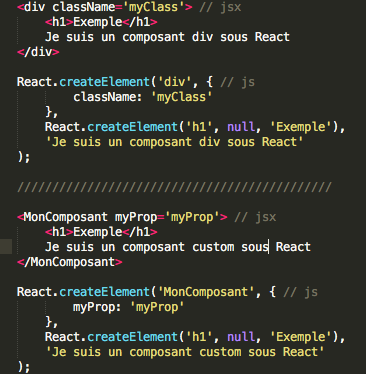 <div className='myClass'> // jsx
<h1>Exemple</h1>
Je suis un composant div sous React
</div>
React.createElement('div', { // js
className: 'myClass'
},
React.createElement('h1', null, 'Exemple'),
'Je suis un composant div sous React'
);
/////////////////////////////////////////////
<MonComposant myProp='myProp'> // jsx
<h1>Exemple</h1>
Je suis un composant custom sous React
</MonComposant>
React.createElement('MonComposant', { // js
myProp: 'myProp'
},
React.createElement('h1', null, 'Exemple'),
'Je suis un composant custom sous React'
);